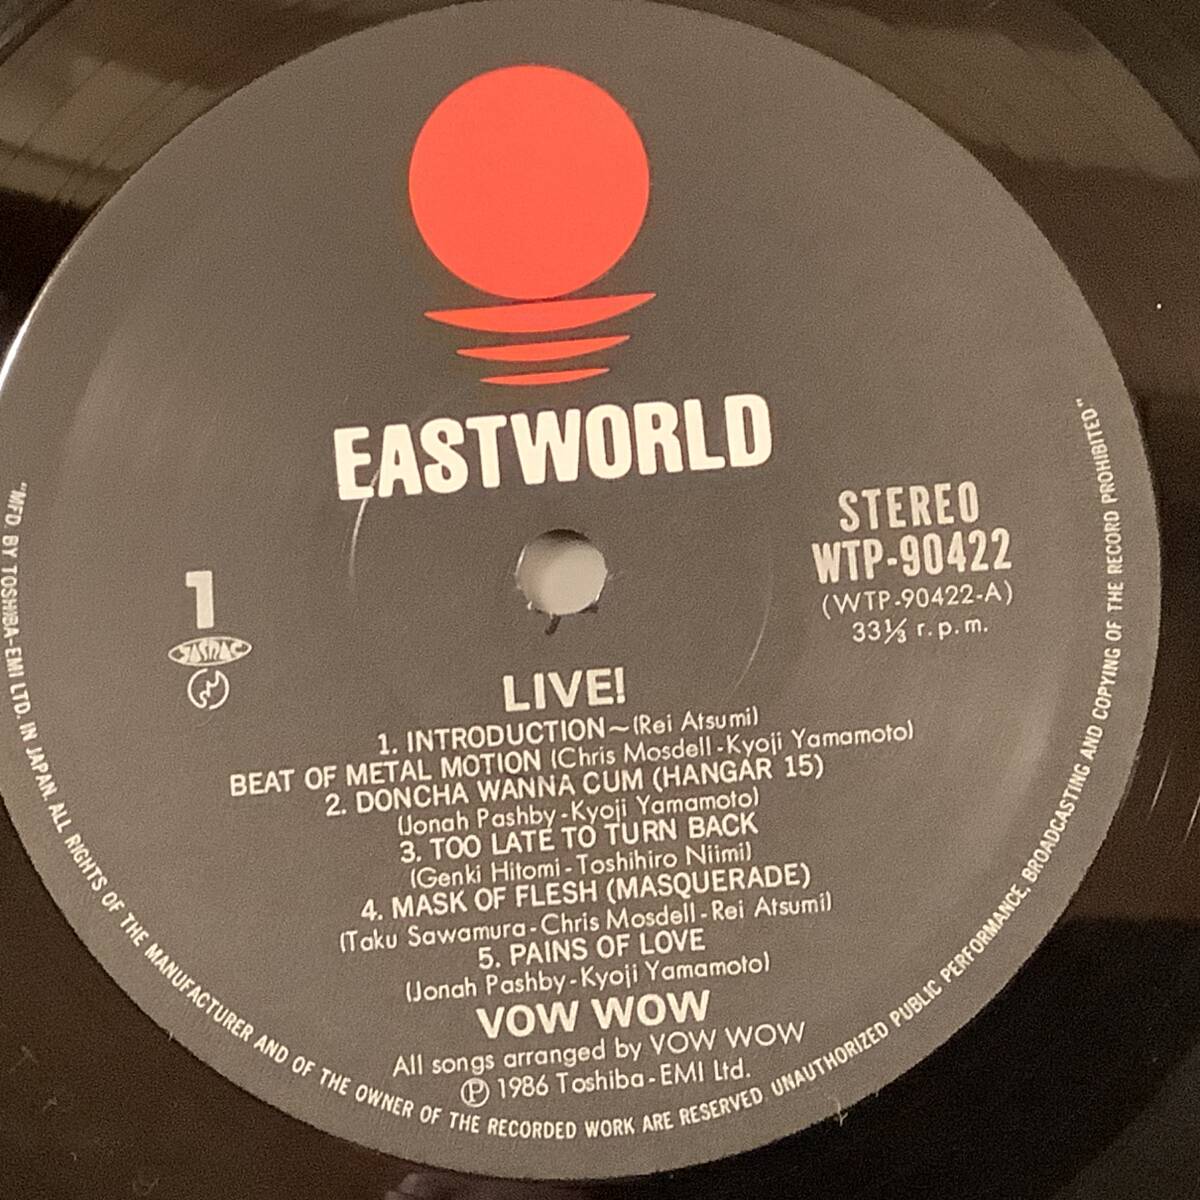 EASTWORLD
STEREO
WTP-90422
(WTP-90422-A)
33⅓ r.p.m.
1
JASRAC
LIVE!
1. INTRODUCTION~(Rei Atsumi)
BEAT OF METAL MOTION (Chris Mosdell-Kyoji Yamamoto)
2. DONCHA WANNA CUM (HANGAR 15)
(Jonah Pashby-Kyoji Yamamoto)
3. TOO LATE TO TURN BACK
(Genki Hitomi-Toshihiro Niimi)
4. MASK OF FLESH (MASQUERADE)
(Taku Sawamura-Chris Mosdell-Rei Atsumi)
5. PAINS OF LOVE
(Jonah Pashby-Kyoji Yamamoto)
VOW WOW
All songs arranged by VOW WOW
Ⓟ 1986 Toshiba-EMI Ltd.
"MFD. BY TOSHIBA-EMI LTD. IN JAPAN. ALL RIGHTS OF THE MANUFACTURER AND OF THE OWNER OF THE RECORDED WORK ARE RESERVED UNAUTHORIZED PUBLIC PERFORMANCE, BROADCASTING AND COPYING OF THE RECORD PROHIBITED."